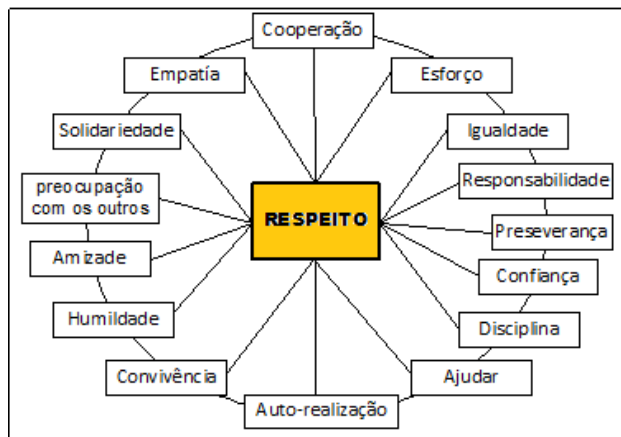 Cooperação
Empatía
Esforço
Solidariedade
Igualdade
preocupação
com os outros
Responsabilidade
RESPEITO
Preseverança
Amizade
Confiança
Humildade
Disciplina
Convivência
Ajudar
Auto-realização